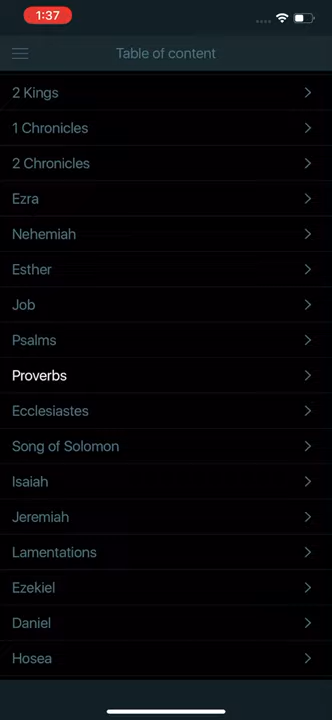 1:37
Table of content
2 Kings
1 Chronicles
2 Chronicles
Ezra
Nehemiah
Esther
Job
Psalms
Proverbs
Ecclesiastes
Song of Solomon
Isaiah
Jeremiah
Lamentations
Ezekiel
Daniel
Hosea